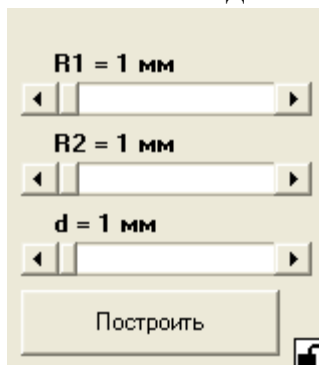 R1 = 1 мм
R2 = 1 мм
d = 1 мм
Построить